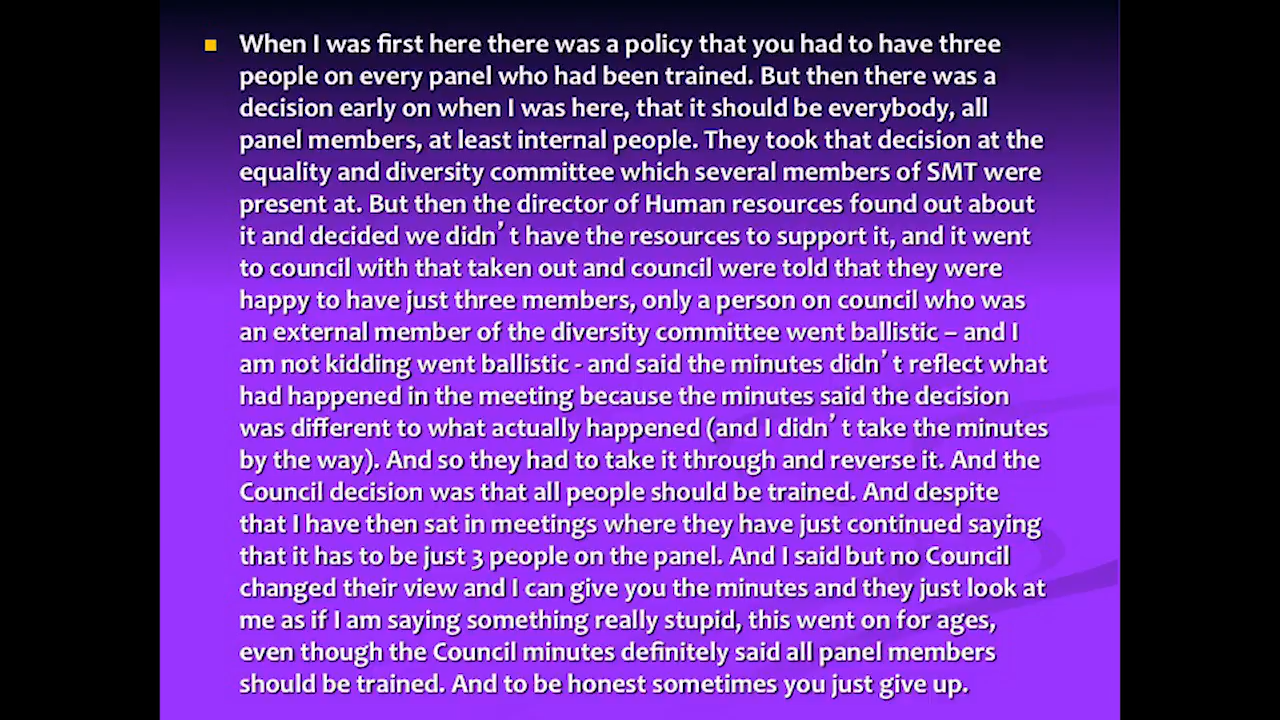 When I was first here there was a policy that you had to have three
people on every panel who had been trained. But then there was a
decision early on when I was here, that it should be everybody, all
panel members, at least internal people. They took that decision at the
equality and diversity committee which several members of SMT were
present at. But then the director of Human resources found out about
it and decided we didn’t have the resources to support it, and it went
to council with that taken out and council were told that they were
happy to have just three members, only a person on council who was
an external member of the diversity committee went ballistic – and I
am not kidding went ballistic - and said the minutes didn’t reflect what
had happened in the meeting because the minutes said the decision
was different to what actually happened (and I didn’t take the minutes
by the way). And so they had to take it through and reverse it. And the
Council decision was that all people should be trained. And despite
that I have then sat in meetings where they have just continued saying
that it has to be just 3 people on the panel. And I said but no Council
changed their view and I can give you the minutes and they just look at
me as if I am saying something really stupid, this went on for ages,
even though the Council minutes definitely said all panel members
should be trained. And to be honest sometimes you just give up.